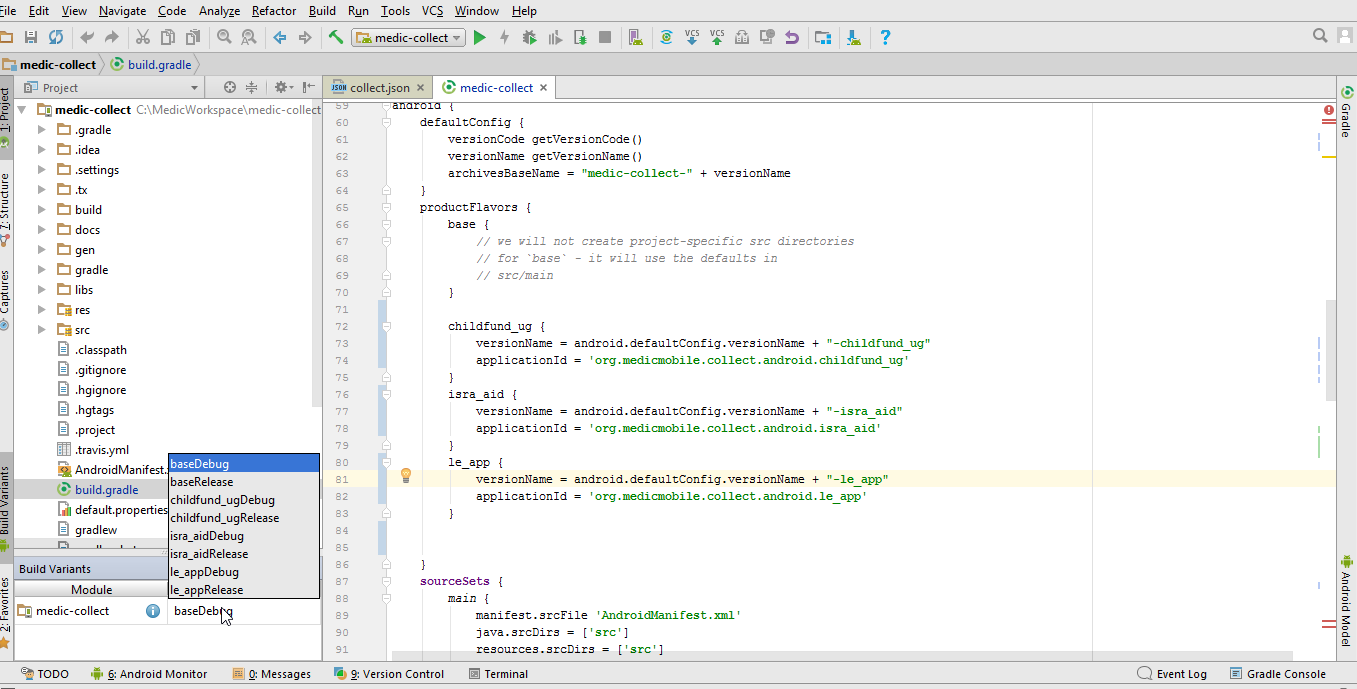 File Edit View Navigate Code Analyze Refactor Build Run Tools VCS Window Help
medic-collect VCS VCS ?
medic-collect build.gradle
Project collect.json medic-collect
1: Project
7: Structure
Captures
Build Variants
2: Favorites
medic-collect C:\MedicWorkspace\medic-collect
.gradle
.idea
.settings
.tx
build
docs
gen
gradle
libs
res
src
.classpath
.gitignore
.hgignore
.hgtags
.project
.travis.yml
AndroidManifest.
build.gradle
default.properties
gradlew
baseDebug
baseRelease
childfund_ugDebug
childfund_ugRelease
isra_aidDebug
isra_aidRelease
le_appDebug
le_appRelease
Build Variants
Module
medic-collect baseDebug
59 android {
60 defaultConfig {
61 versionCode getVersionCode()
62 versionName getVersionName()
63 archivesBaseName = "medic-collect-" + versionName
64 }
65 productFlavors {
66 base {
67 // we will not create project-specific src directories
68 // for `base` - it will use the defaults in
69 // src/main
70 }
71
72 childfund_ug {
73 versionName = android.defaultConfig.versionName + "-childfund_ug"
74 applicationId = 'org.medicmobile.collect.android.childfund_ug'
75 }
76 isra_aid {
77 versionName = android.defaultConfig.versionName + "-isra_aid"
78 applicationId = 'org.medicmobile.collect.android.isra_aid'
79 }
80 le_app {
81 versionName = android.defaultConfig.versionName + "-le_app"
82 applicationId = 'org.medicmobile.collect.android.le_app'
83 }
84
85
86 }
87 sourceSets {
88 main {
89 manifest.srcFile 'AndroidManifest.xml'
90 java.srcDirs = ['src']
91 resources.srcDirs = ['src']
Gradle
Android Model
TODO 6: Android Monitor 0: Messages 9: Version Control Terminal Event Log Gradle Console